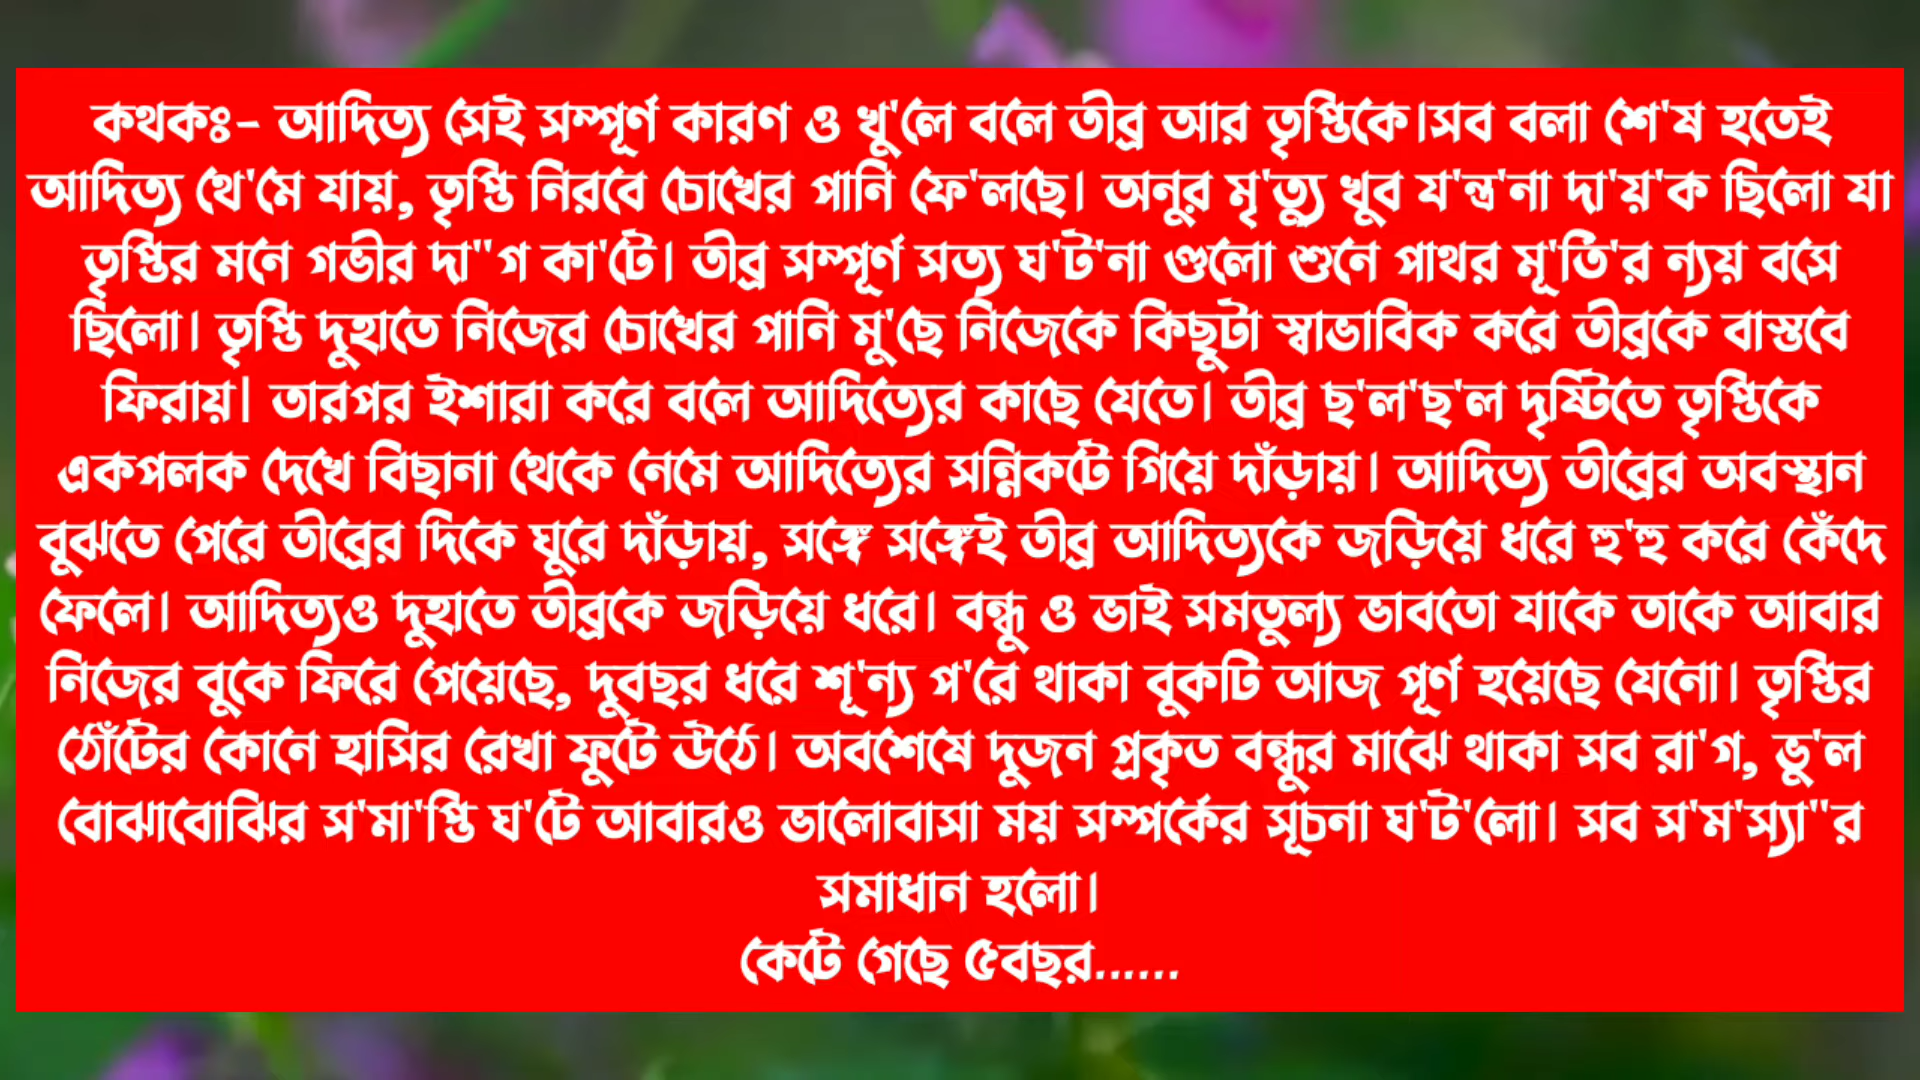 কথকঃ- আদিত্য সেই সম্পূর্ণ কারণ ও খু'লে বলে তীব্র আর তৃপ্তিকে।সব বলা শে'ষ হতেই
আদিত্য থে'মে যায়, তৃপ্তি নিরবে চোখের পানি ফে'লছে। অনুর মৃ'ত্যু খুব য'ন্ত্র'না দা'য়'ক ছিলো যা
তৃপ্তির মনে গভীর দা"গ কা'টে। তীব্র সম্পূর্ণ সত্য ঘ'ট'না গুলো শুনে পাথর মূ'র্তি'র ন্যয় বসে
ছিলো। তৃপ্তি দুহাতে নিজের চোখের পানি মু'ছে নিজেকে কিছুটা স্বাভাবিক করে তীব্রকে বাস্তবে
ফিরায়| তারপর ইশারা করে বলে আদিত্যের কাছে যেতে। তীব্র ছ'ল'ছ'ল দৃষ্টিতে তৃপ্তিকে
একপলক দেখে বিছানা থেকে নেমে আদিত্যের সন্নিকটে গিয়ে দাঁড়ায়। আদিত্য তীব্রের অবস্থান
বুঝতে পেরে তীব্রের দিকে ঘুরে দাঁড়ায়, সঙ্গে সঙ্গেই তীব্র আদিত্যকে জড়িয়ে ধরে হু'হু করে কেঁদে
ফেলে। আদিত্যও দুহাতে তীব্রকে জড়িয়ে ধরে। বন্ধু ও ভাই সমতুল্য ভাবতো যাকে তাকে আবার
নিজের বুকে ফিরে পেয়েছে, দুবছর ধরে শূ'ন্য প'রে থাকা বুকটি আজ পূর্ণ হয়েছে যেনো। তৃপ্তির
ঠোঁটের কোনে হাসির রেখা ফুটে উঠে। অবশেষে দুজন প্রকৃত বন্ধুর মাঝে থাকা সব রা'গ, ভু'ল
বোঝাবোঝির স'মা'প্তি ঘ'টে আবারও ভালোবাসা ময় সম্পর্কের সূচনা ঘ'ট'লো। সব স'ম'স্যা"র
সমাধান হলো।
কেটে গেছে ৫বছর......